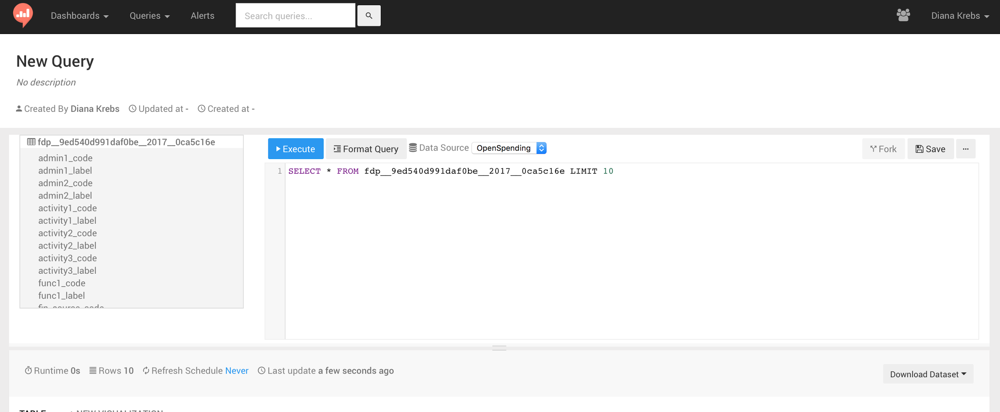 Dashboards Queries Alerts Search queries... Diana Krebs
New Query
No description
Created By Diana Krebs Updated at - Created at -
fdp__9ed540d991daf0be__2017__0ca5c16e
admin1_code
admin1_label
admin2_code
admin2_label
activity1_code
activity1_label
activity2_code
activity2_label
activity3_code
activity3_label
func1_code
func1_label
fin_source_code
Execute Format Query Data Source OpenSpending Fork Save ...
1 SELECT * FROM fdp__9ed540d991daf0be__2017__0ca5c16e LIMIT 10
Runtime 0s Rows 10 Refresh Schedule Never Last update a few seconds ago
Download Dataset
TABLE + NEW VISUALIZATION